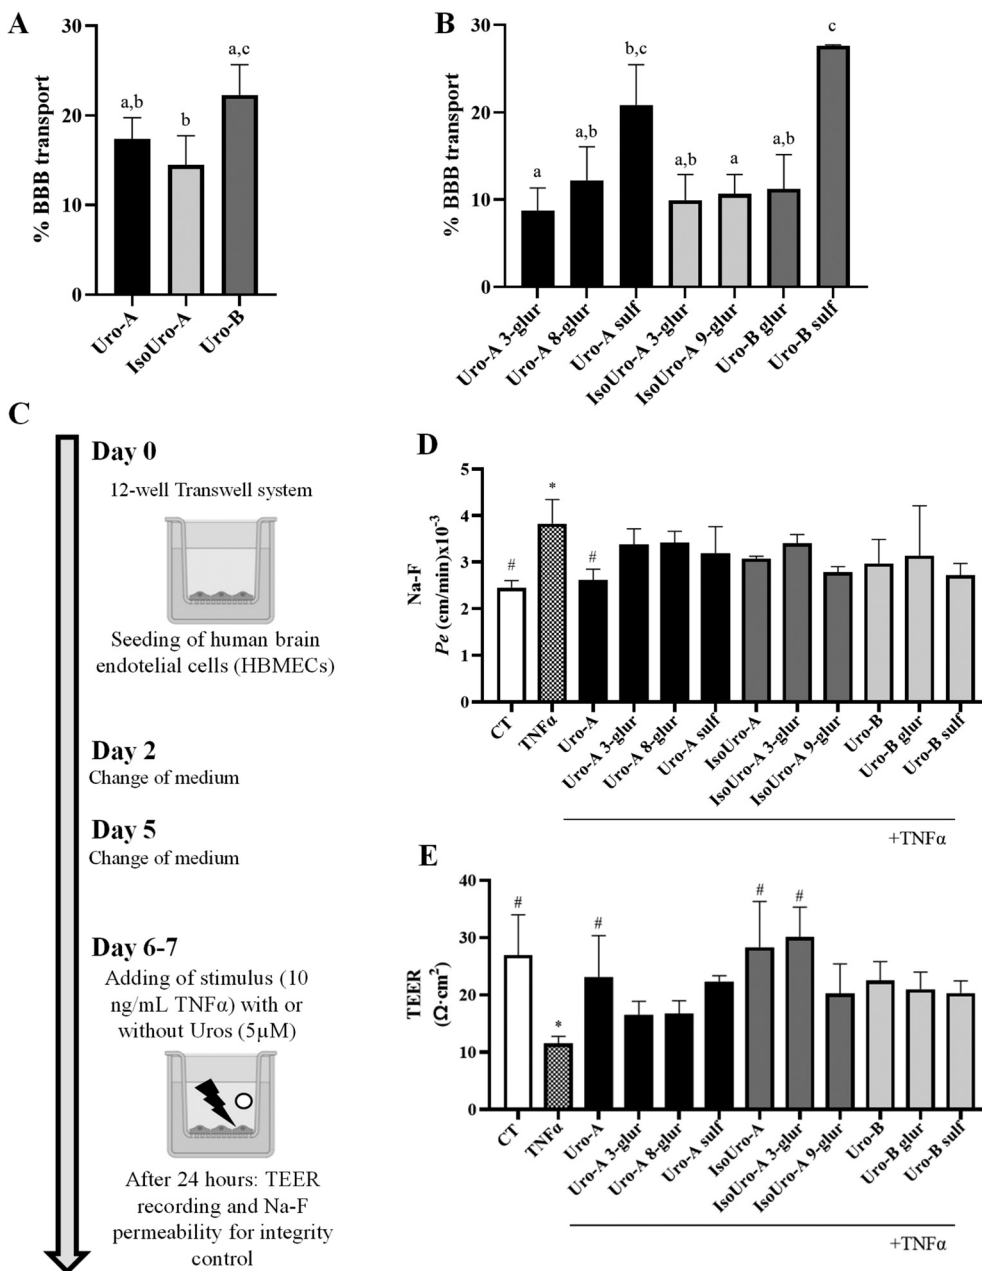 A
% BBB transport
30
20
10
0
a,b
b
a,c
Uro-A
IsoUro-A
Uro-B
B
% BBB transport
30
20
10
0
a
a,b
b,c
a,b
a
a,b
c
Uro-A 3-glur
Uro-A 8-glur
Uro-A sulf
IsoUro-A 3-glur
IsoUro-A 9-glur
Uro-B glur
Uro-B sulf
C
Day 0
12-well Transwell system
Seeding of human brain
endotelial cells (HBMECs)
Day 2
Change of medium
Day 5
Change of medium
Day 6-7
Adding of stimulus (10
ng/mL TNFα) with or
without Uros (5µM)
After 24 hours: TEER
recording and Na-F
permeability for integrity
control
D
Na-F
Pe (cm/min)x10⁻³
5
4
3
2
1
0
#
*
#
CT
TNFα
Uro-A
Uro-A 3-glur
Uro-A 8-glur
Uro-A sulf
IsoUro-A
IsoUro-A 3-glur
IsoUro-A 9-glur
Uro-B
Uro-B glur
Uro-B sulf
+TNFα
E
TEER
(Ω·cm²)
40
30
20
10
0
#
*
#
#
#
CT
TNFα
Uro-A
Uro-A 3-glur
Uro-A 8-glur
Uro-A sulf
IsoUro-A
IsoUro-A 3-glur
IsoUro-A 9-glur
Uro-B
Uro-B glur
Uro-B sulf
+TNFα